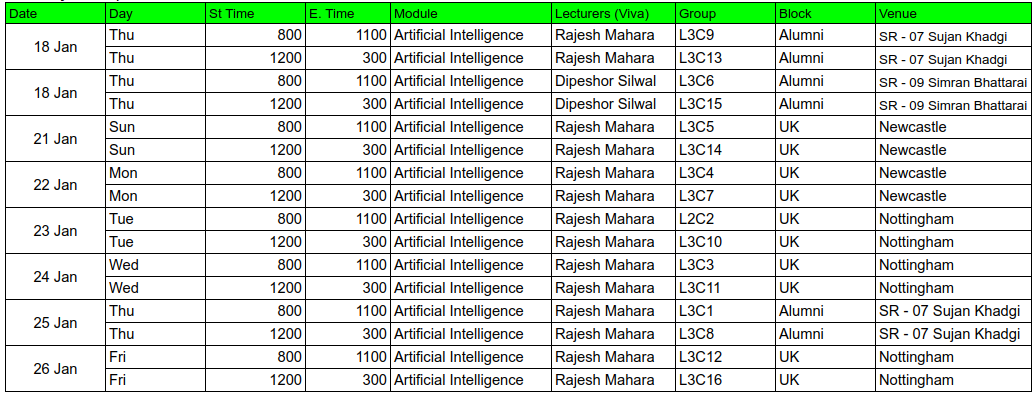 Date Day St Time E. Time Module Lecturers (Viva) Group Block Venue
18 Jan Thu 800 1100 Artificial Intelligence Rajesh Mahara L3C9 Alumni SR - 07 Sujan Khadgi
Thu 1200 300 Artificial Intelligence Rajesh Mahara L3C13 Alumni SR - 07 Sujan Khadgi
18 Jan Thu 800 1100 Artificial Intelligence Dipeshor Silwal L3C6 Alumni SR - 09 Simran Bhattarai
Thu 1200 300 Artificial Intelligence Dipeshor Silwal L3C15 Alumni SR - 09 Simran Bhattarai
21 Jan Sun 800 1100 Artificial Intelligence Rajesh Mahara L3C5 UK Newcastle
Sun 1200 300 Artificial Intelligence Rajesh Mahara L3C14 UK Newcastle
22 Jan Mon 800 1100 Artificial Intelligence Rajesh Mahara L3C4 UK Newcastle
Mon 1200 300 Artificial Intelligence Rajesh Mahara L3C7 UK Newcastle
23 Jan Tue 800 1100 Artificial Intelligence Rajesh Mahara L2C2 UK Nottingham
Tue 1200 300 Artificial Intelligence Rajesh Mahara L3C10 UK Nottingham
24 Jan Wed 800 1100 Artificial Intelligence Rajesh Mahara L3C3 UK Nottingham
Wed 1200 300 Artificial Intelligence Rajesh Mahara L3C11 UK Nottingham
25 Jan Thu 800 1100 Artificial Intelligence Rajesh Mahara L3C1 Alumni SR - 07 Sujan Khadgi
Thu 1200 300 Artificial Intelligence Rajesh Mahara L3C8 Alumni SR - 07 Sujan Khadgi
26 Jan Fri 800 1100 Artificial Intelligence Rajesh Mahara L3C12 UK Nottingham
Fri 1200 300 Artificial Intelligence Rajesh Mahara L3C16 UK Nottingham